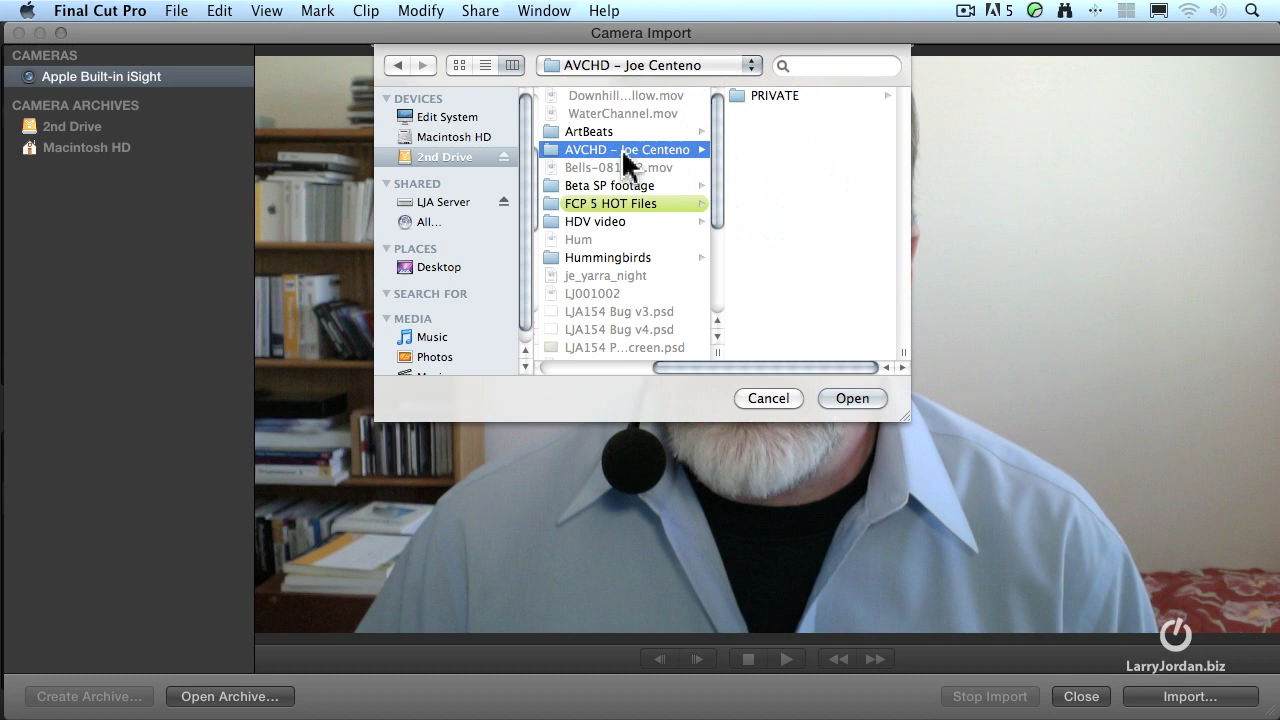 Final Cut Pro File Edit View Mark Clip Modify Share Window Help 5
Camera Import
CAMERAS
Apple Built-in iSight
CAMERA ARCHIVES
2nd Drive
Macintosh HD
AVCHD – Joe Centeno
DEVICES
Edit System
Macintosh HD
2nd Drive
SHARED
LJA Server
All...
PLACES
Desktop
SEARCH FOR
MEDIA
Music
Photos
Downhill...llow.mov
WaterChannel.mov
ArtBeats
AVCHD – Joe Centeno
Beta SP footage
FCP 5 HOT Files
HDV video
Hum
Hummingbirds
je_yarra_night
LJ001002
LJA154 Bug v3.psd
LJA154 Bug v4.psd
LJA154 P...creen.psd
PRIVATE
Cancel Open
LarryJordan.biz
Create Archive... Open Archive... Stop Import Close Import...